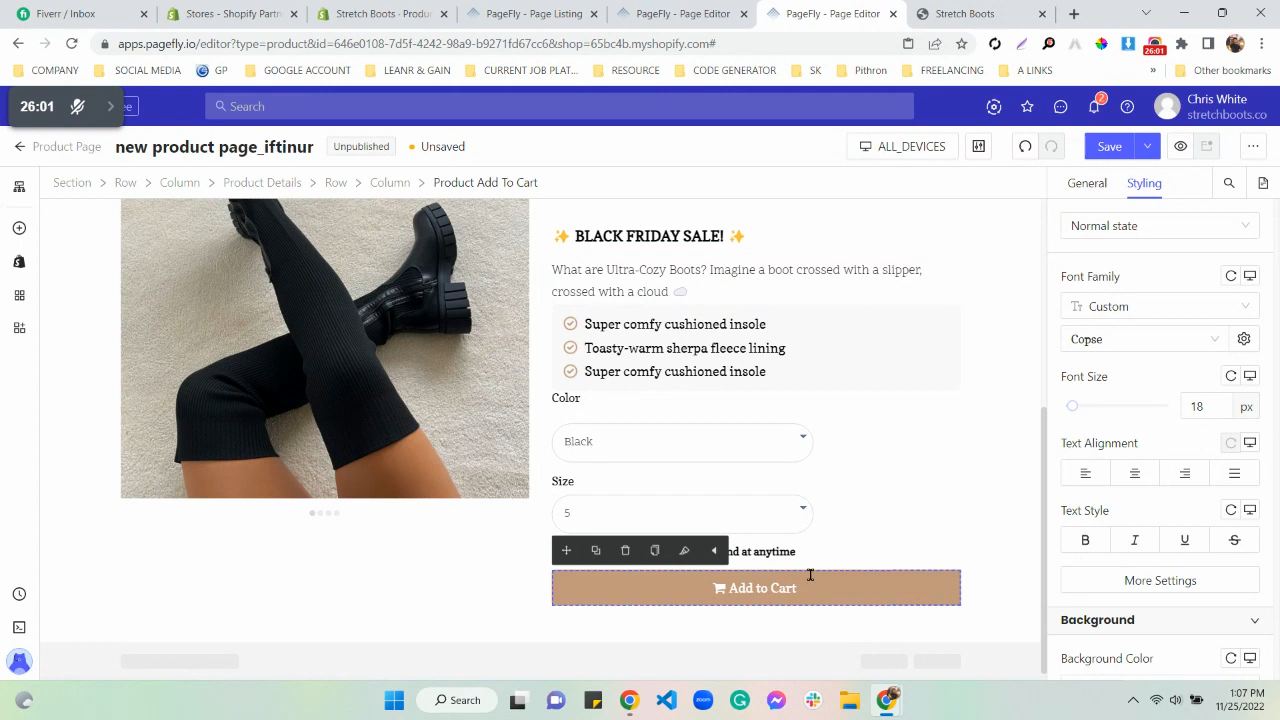 Fiverr / Inbox
Stores - Shopify Partn
Stretch Boots · Produc
PageFly - Page Listing
PageFly - Page Editor
PageFly - Page Editor
Stretch Boots
apps.pagefly.io/editor?type=product&id=646e0108-7d5f-4242-98a9-b9271fd67cc6&shop=65bc4b.myshopify.com#
26:01
COMPANY
SOCIAL MEDIA
GP
GOOGLE ACCOUNT
LEANR & GAIN
CURRENT JOB PLAT...
RESOURCE
CODE GENERATOR
SK
Pithron
FREELANCING
A LINKS
»
Other bookmarks
26:01
Search
2
Chris White
stretchboots.co
Product Page
new product page_iftinur
Unpublished
Unsaved
ALL_DEVICES
Save
Section > Row > Column > Product Details > Row > Column > Product Add To Cart
General
Styling
✨ BLACK FRIDAY SALE! ✨
What are Ultra-Cozy Boots? Imagine a boot crossed with a slipper,
crossed with a cloud ☁️
Super comfy cushioned insole
Toasty-warm sherpa fleece lining
Super comfy cushioned insole
Color
Black
Size
5
nd at anytime
Add to Cart
Normal state
Font Family
Custom
Copse
Font Size
18
px
Text Alignment
Text Style
B
I
U
S
More Settings
Background
Background Color
Search
1:07 PM
11/25/2022